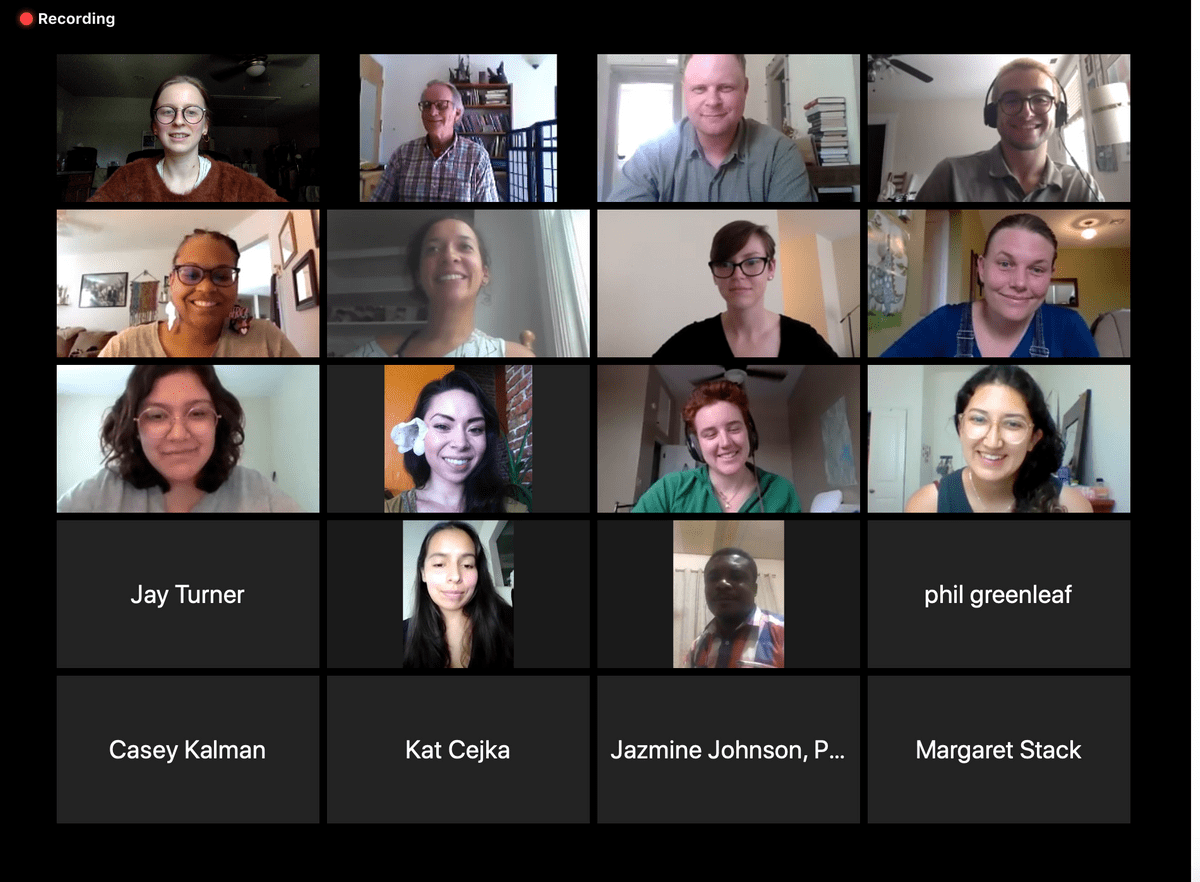 Recording
Jay Turner
phil greenleaf
Casey Kalman
Kat Cejka
Jazmine Johnson, P...
Margaret Stack